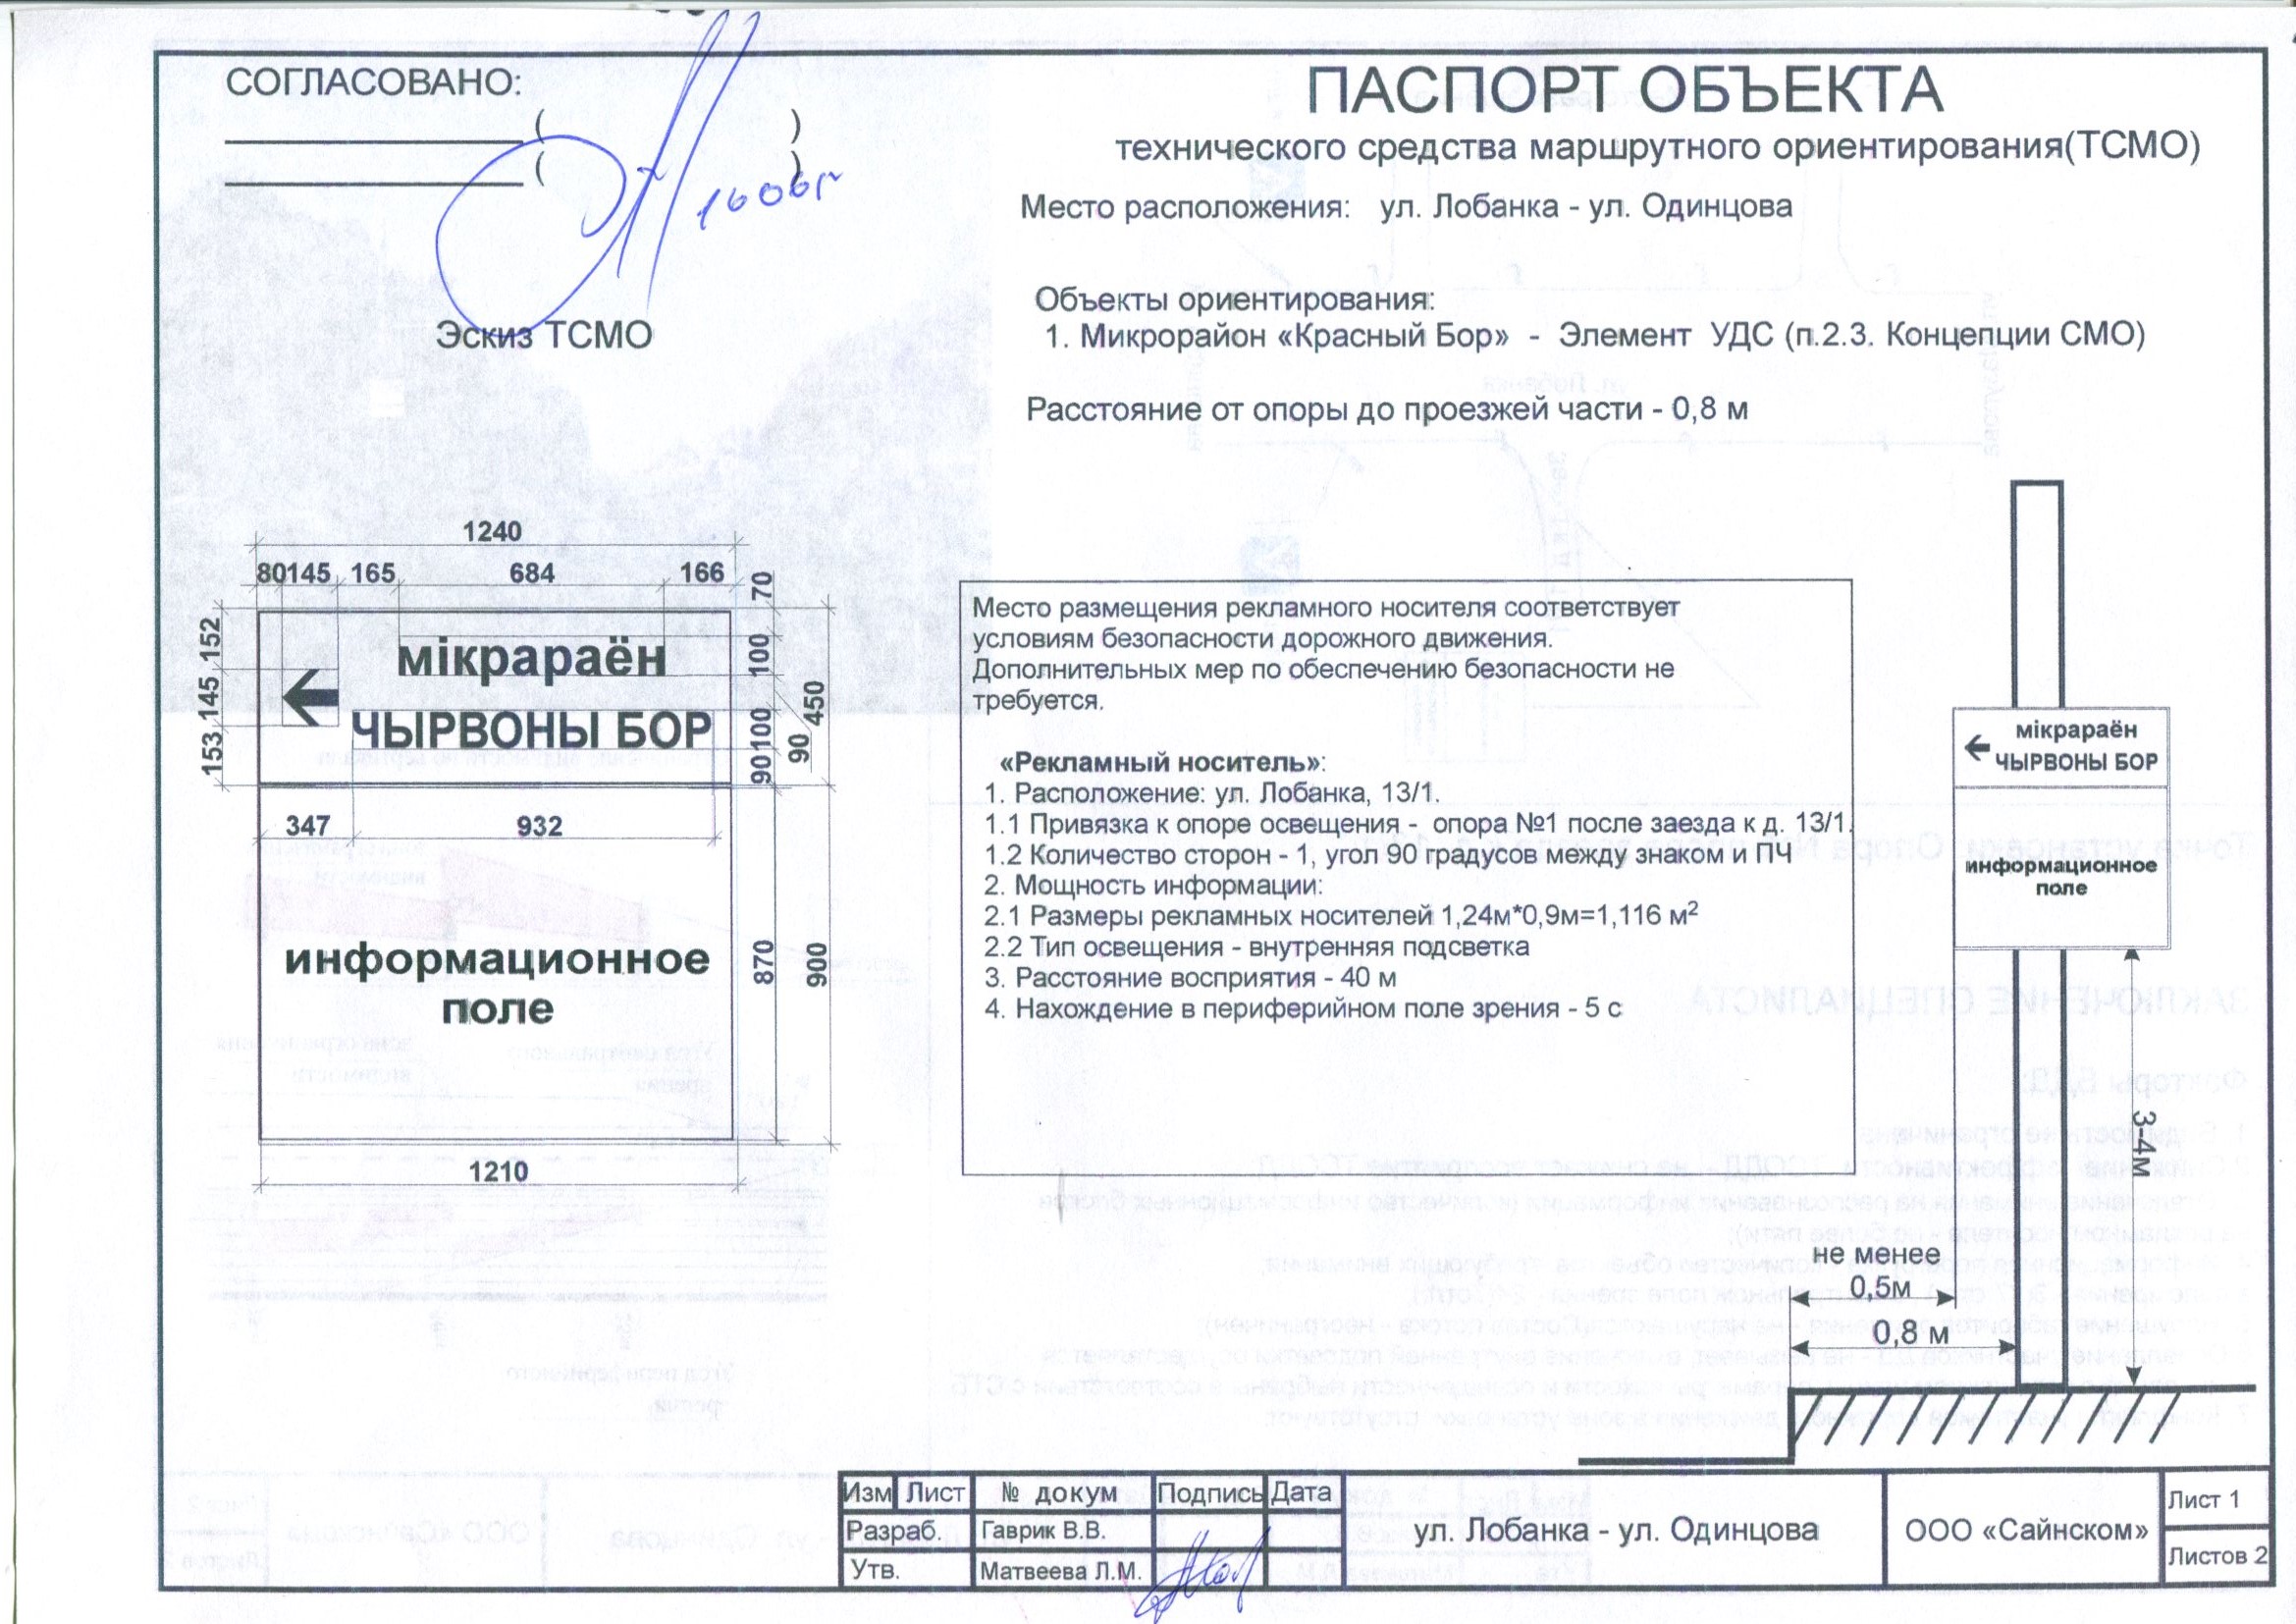 СОГЛАСОВАНО:
( )
( )
Эскиз ТСМО
ПАСПОРТ ОБЪЕКТА
технического средства маршрутного ориентирования(ТСМО)
Место расположения: ул. Лобанка - ул. Одинцова
Объекты ориентирования:
1. Микрорайон «Красный Бор» - Элемент УДС (п.2.3. Концепции СМО)
Расстояние от опоры до проезжей части - 0,8 м
1240
80 145 165 684 166
70
152
145
153
100
100
90
90
450
мікрараён
ЧЫРВОНЫ БОР
347 932
870
900
информационное
поле
1210
Место размещения рекламного носителя соответствует
условиям безопасности дорожного движения.
Дополнительных мер по обеспечению безопасности не
требуется.
«Рекламный носитель»:
1. Расположение: ул. Лобанка, 13/1.
1.1 Привязка к опоре освещения - опора №1 после заезда к д. 13/1.
1.2 Количество сторон - 1, угол 90 градусов между знаком и ПЧ
2. Мощность информации:
2.1 Размеры рекламных носителей 1,24м*0,9м=1,116 м²
2.2 Тип освещения - внутренняя подсветка
3. Расстояние восприятия - 40 м
4. Нахождение в периферийном поле зрения - 5 с
мікрараён
ЧЫРВОНЫ БОР
информационное
поле
3-4м
не менее
0,5м
0,8 м
Изм Лист № докум Подпись Дата
Разраб. Гаврик В.В.
Утв. Матвеева Л.М.
ул. Лобанка - ул. Одинцова
ООО «Сайнском»
Лист 1
Листов 2